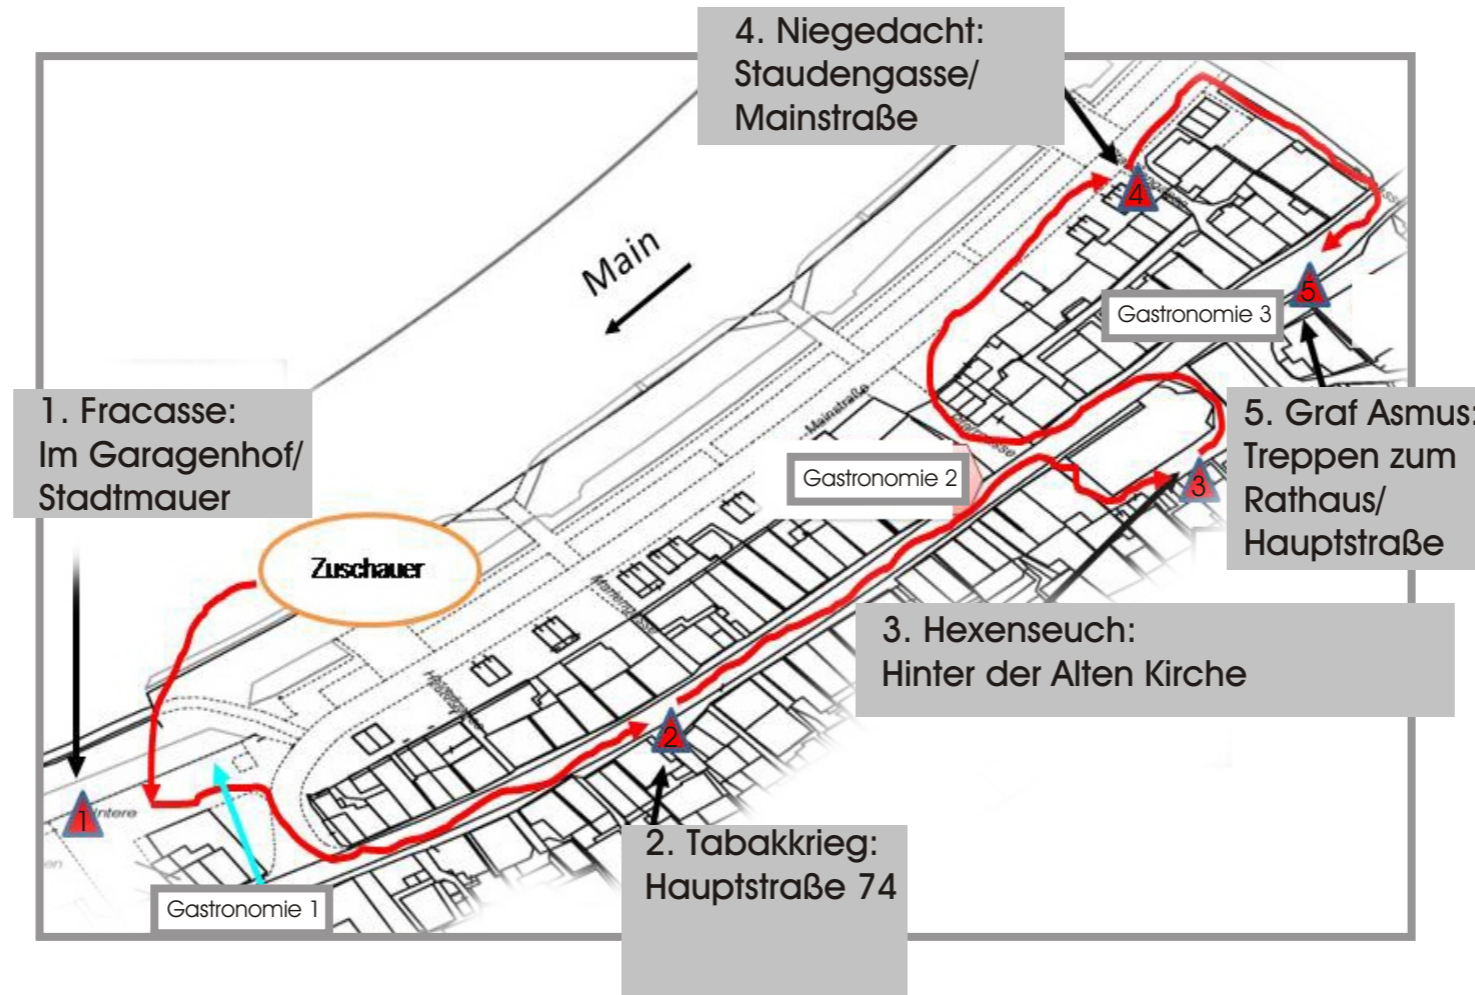 4. Niegedacht:
Staudengasse/
Mainstraße
4
Main
5
Gastronomie 3
1. Fracasse:
Im Garagenhof/
Stadtmauer
Mainstraße
5. Graf Asmus:
Treppen zum
Rathaus/
Hauptstraße
Gastronomie 2
3
Zuschauer
3. Hexenseuch:
Hinter der Alten Kirche
2
1
intere
2. Tabakkrieg:
Hauptstraße 74
Gastronomie 1